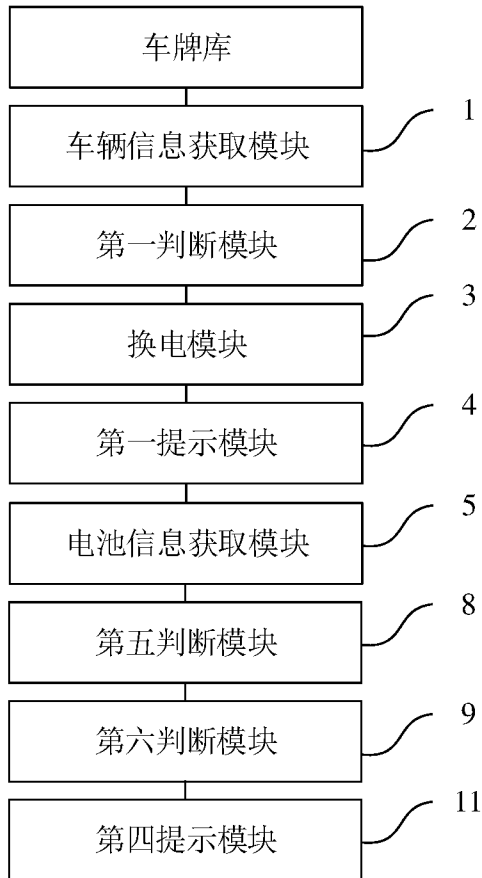 车牌库
车辆信息获取模块
1
第一判断模块
2
换电模块
3
第一提示模块
4
电池信息获取模块
5
第五判断模块
8
第六判断模块
9
第四提示模块
11